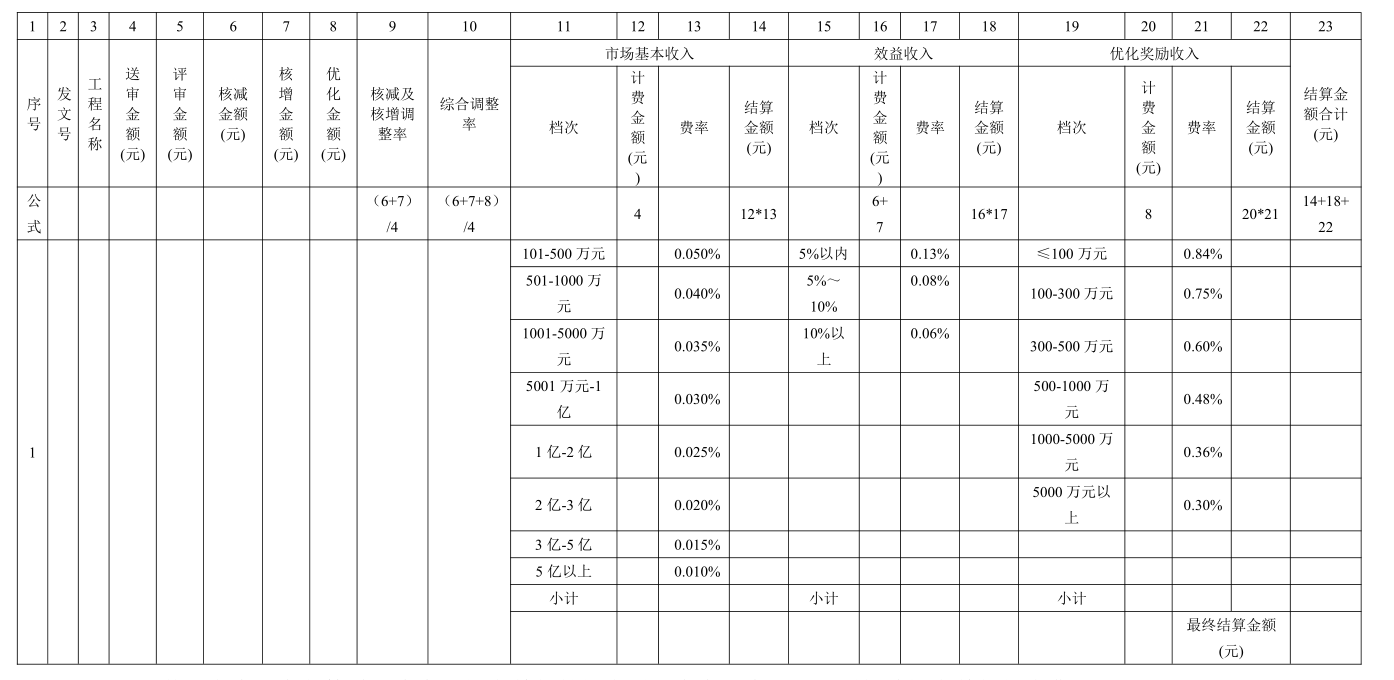 1 2 3 4 5 6 7 8 9 10 11 12 13 14 15 16 17 18 19 20 21 22 23
市场基本收入 效益收入 优化奖励收入
序号 发文号 工程名称 送审金额(元) 评审金额(元) 核减金额(元) 核增金额(元) 优化金额(元) 核减及核增调整率 综合调整率 档次 计费金额(元) 费率 结算金额(元) 档次 计费金额(元) 费率 结算金额(元) 档次 计费金额(元) 费率 结算金额(元) 结算金额合计(元)
公式 （6+7）/4 （6+7+8）/4 4 12*13 6+7 16*17 8 20*21 14+18+22
1
101-500 万元 0.050% 5%以内 0.13% ≤100 万元 0.84%
501-1000 万元 0.040% 5%～10% 0.08% 100-300 万元 0.75%
1001-5000 万元 0.035% 10%以上 0.06% 300-500 万元 0.60%
5001 万元-1亿 0.030% 500-1000 万元 0.48%
1 亿-2 亿 0.025% 1000-5000 万元 0.36%
2 亿-3 亿 0.020% 5000 万元以上 0.30%
3 亿-5 亿 0.015%
5 亿以上 0.010%
小计 小计 小计
最终结算金额
(元)